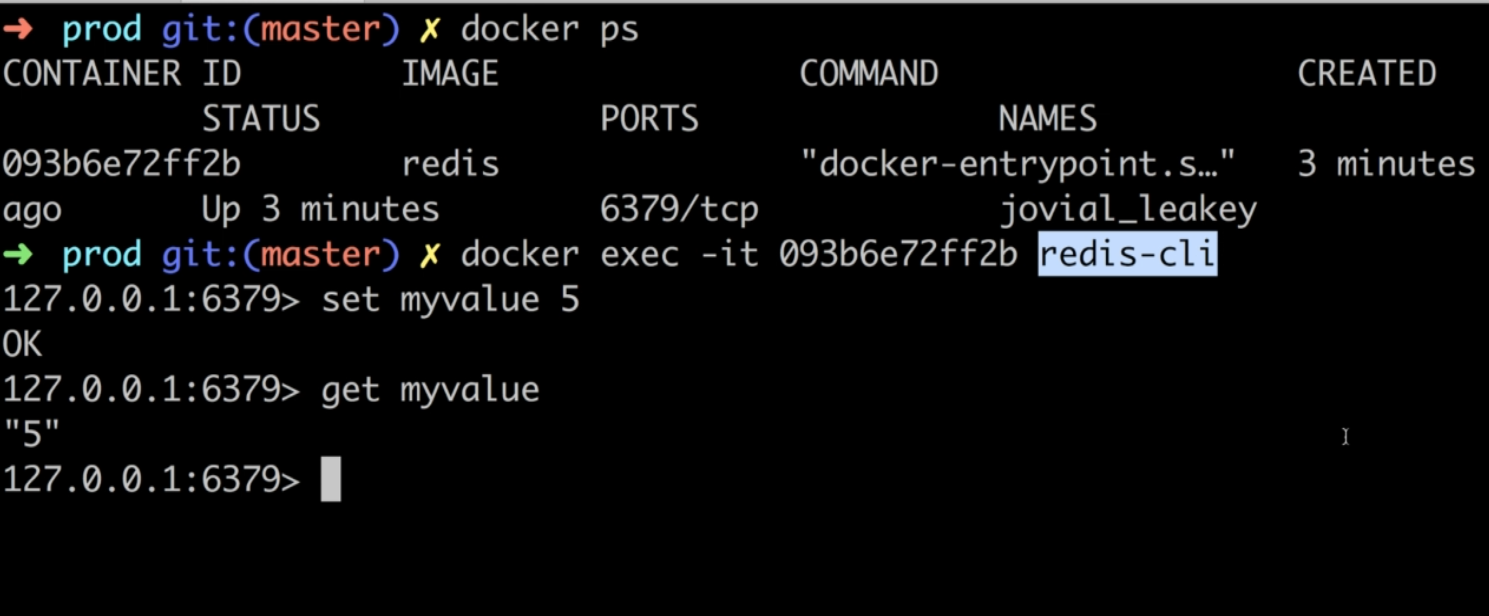 ➜ prod git:(master) ✗ docker ps
CONTAINER ID IMAGE COMMAND CREATED
STATUS PORTS NAMES
093b6e72ff2b redis "docker-entrypoint.s…" 3 minutes
ago Up 3 minutes 6379/tcp jovial_leakey
➜ prod git:(master) ✗ docker exec -it 093b6e72ff2b redis-cli
127.0.0.1:6379> set myvalue 5
OK
127.0.0.1:6379> get myvalue
"5"
127.0.0.1:6379>